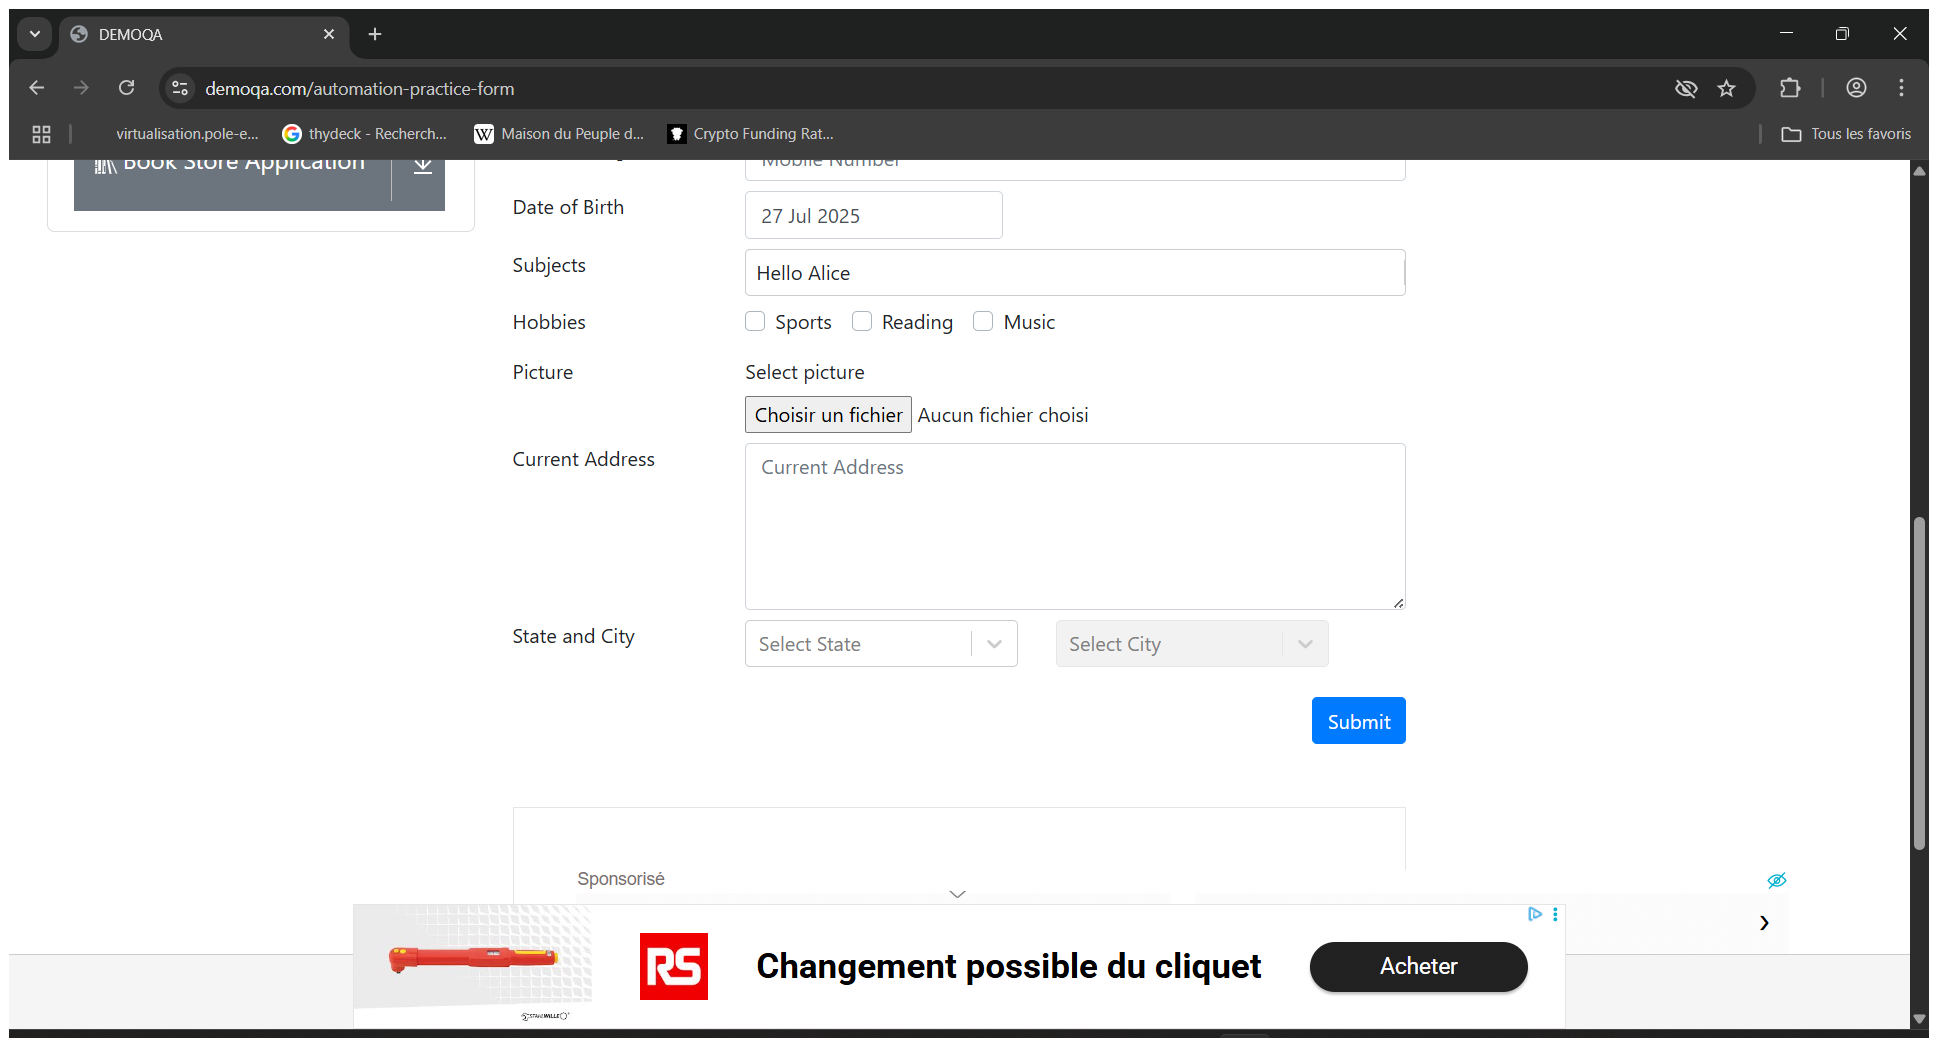 DEMOQA
demoqa.com/automation-practice-form
virtualisation.pole-e...
thydeck - Recherch...
Maison du Peuple d...
Crypto Funding Rat...
Tous les favoris
Book Store Application
Mobile Number
Date of Birth
27 Jul 2025
Subjects
Hello Alice
Hobbies
Sports
Reading
Music
Picture
Select picture
Choisir un fichier
Aucun fichier choisi
Current Address
Current Address
State and City
Select State
Select City
Submit
Sponsorisé
RS
Changement possible du cliquet
Acheter
STAHLWILLE